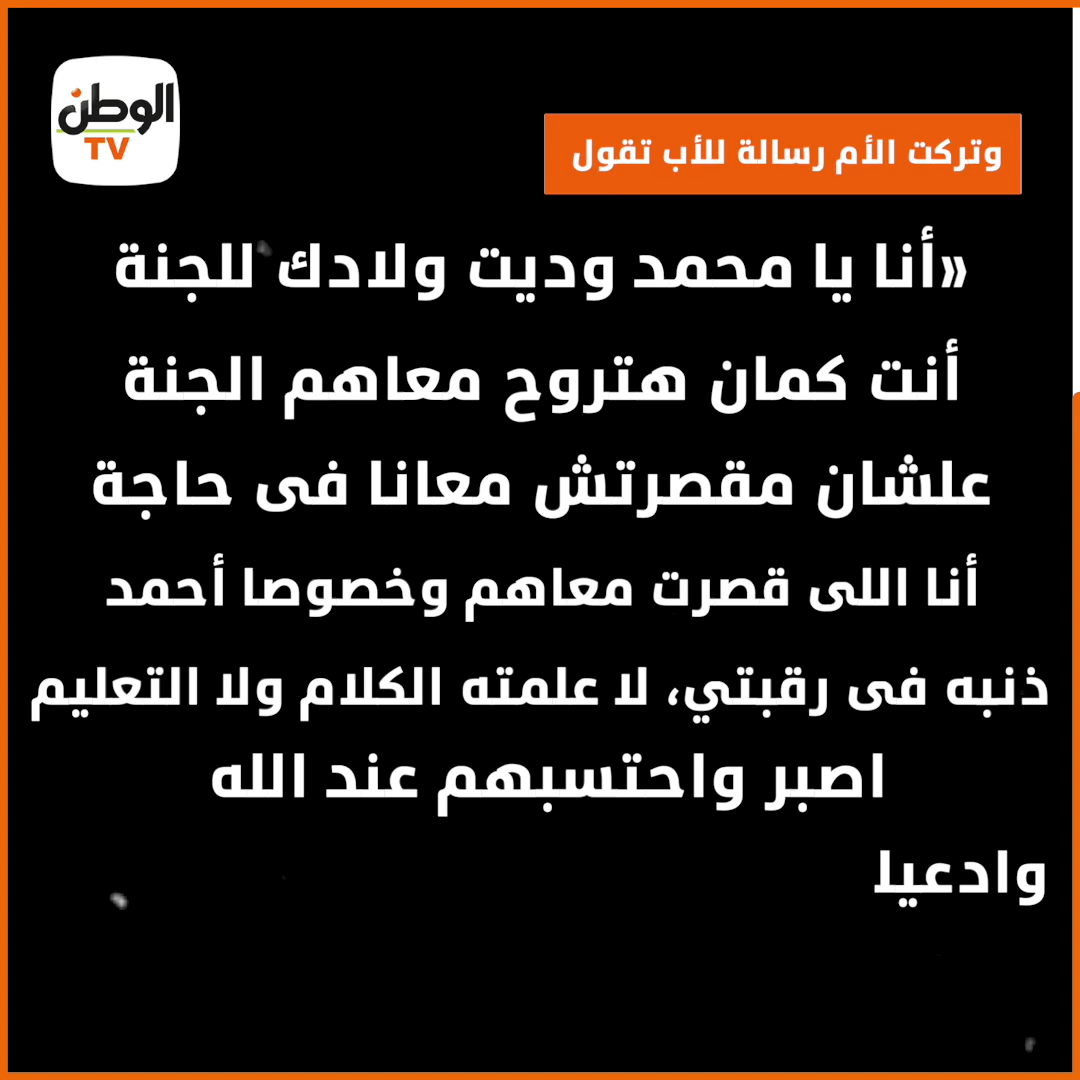 الوطن
TV
وتركت الأم رسالة للأب تقول
«أنا يا محمد وديت ولادك للجنة
أنت كمان هتروح معاهم الجنة
علشان مقصرتش معانا فى حاجة
أنا اللى قصرت معاهم وخصوصا أحمد
ذنبه فى رقبتي، لا علمته الكلام ولا التعليم
اصبر واحتسبهم عند الله
وادعيلـ